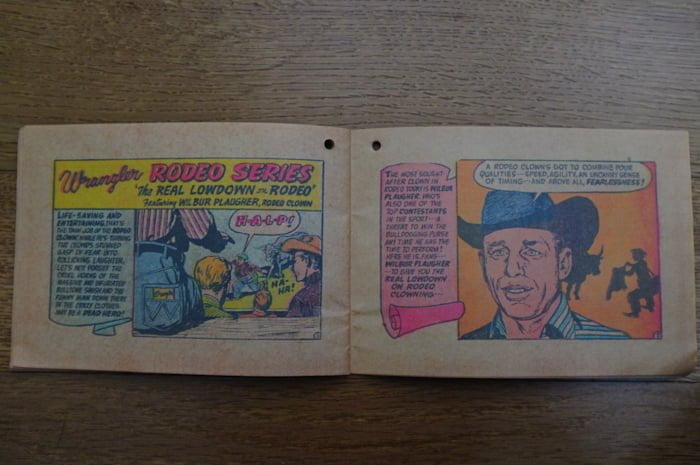 Wrangler RODEO SERIES
"The REAL LOWDOWN on RODEO"
Featuring WILBUR PLAUGHER, RODEO CLOWN
LIFE-SAVING AND
ENTERTAINING, THAT'S
THE TWIN JOB OF THE RODEO
CLOWN! WHILE HE'S TURNING
THE CROWD'S STUNNED
GASP OF FEAR INTO
ROLLICKING LAUGHTER,
LET'S NOT FORGET THE
CRUEL HORNS OF THE
MASSIVE AND INFURIATED
BULL! ONE SWISH AND THE
FUNNY MAN DOWN THERE
IN THE CRAZY CLOTHES
MAY BE A DEAD HERO!
H-A-L-P!
HA-
HA!
Wrangler
THE MOST SOUGHT
AFTER CLOWN IN
RODEO TODAY IS WILBUR
PLAUGHER, WHO'S
ALSO ONE OF THE
TOP CONTESTANTS
IN THE SPORT--A
THREAT TO WIN THE
BULLDOGGING PURSE
ANY TIME HE HAS THE
TIME TO PERFORM!
HERE HE IS, FANS--
WILBUR PLAUGHER
--TO GIVE YOU THE
REAL LOWDOWN
ON RODEO
CLOWNING---
A RODEO CLOWN'S GOT TO COMBINE FOUR
QUALITIES--SPEED, AGILITY, AN UNCANNY SENSE
OF TIMING--AND ABOVE ALL, FEARLESSNESS!